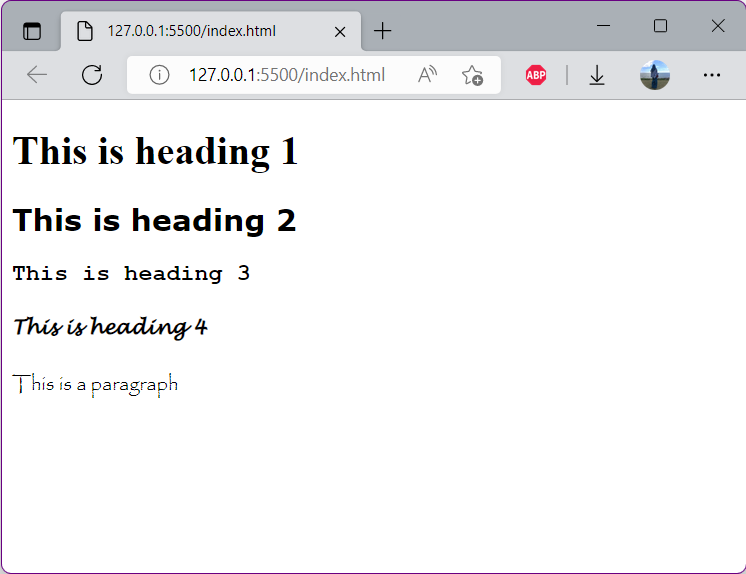 127.0.0.1:5500/index.html
127.0.0.1:5500/index.html
ABP
This is heading 1
This is heading 2
This is heading 3
This is heading 4
This is a paragraph